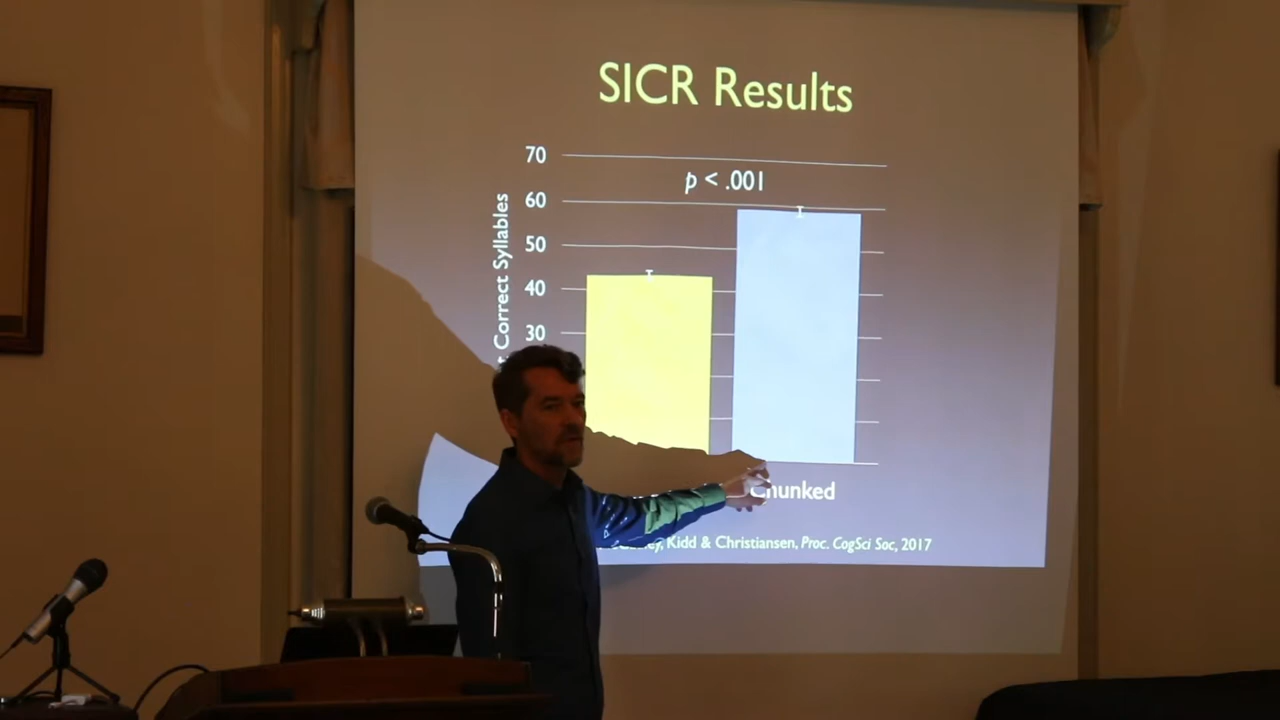 SICR Results
70
p < .001
60
50
40
30
Correct Syllables
Chunked
Kidd & Christiansen, Proc. CogSci Soc, 2017